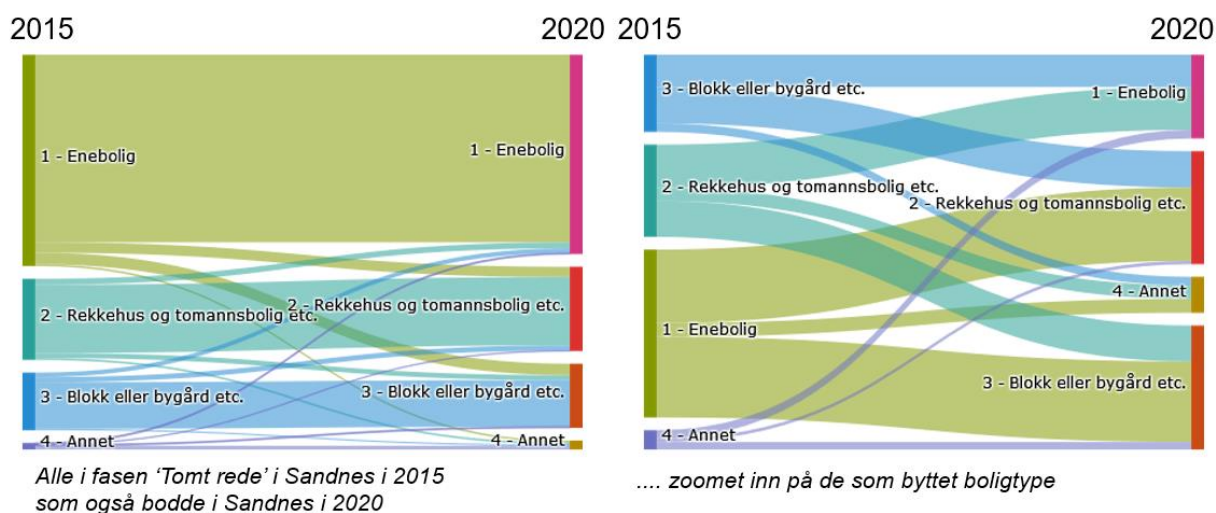 2015
2020
1 - Enebolig
1 - Enebolig
2 - Rekkehus og tomannsbolig etc.
2 - Rekkehus og tomannsbolig etc.
3 - Blokk eller bygård etc.
3 - Blokk eller bygård etc.
4 - Annet
4 - Annet
Alle i fasen ‘Tomt rede’ i Sandnes i 2015
som også bodde i Sandnes i 2020
2015
2020
3 - Blokk eller bygård etc.
1 - Enebolig
2 - Rekkehus og tomannsbolig etc.
2 - Rekkehus og tomannsbolig etc.
4 - Annet
1 - Enebolig
3 - Blokk eller bygård etc.
4 - Annet
.... zoomet inn på de som byttet boligtype